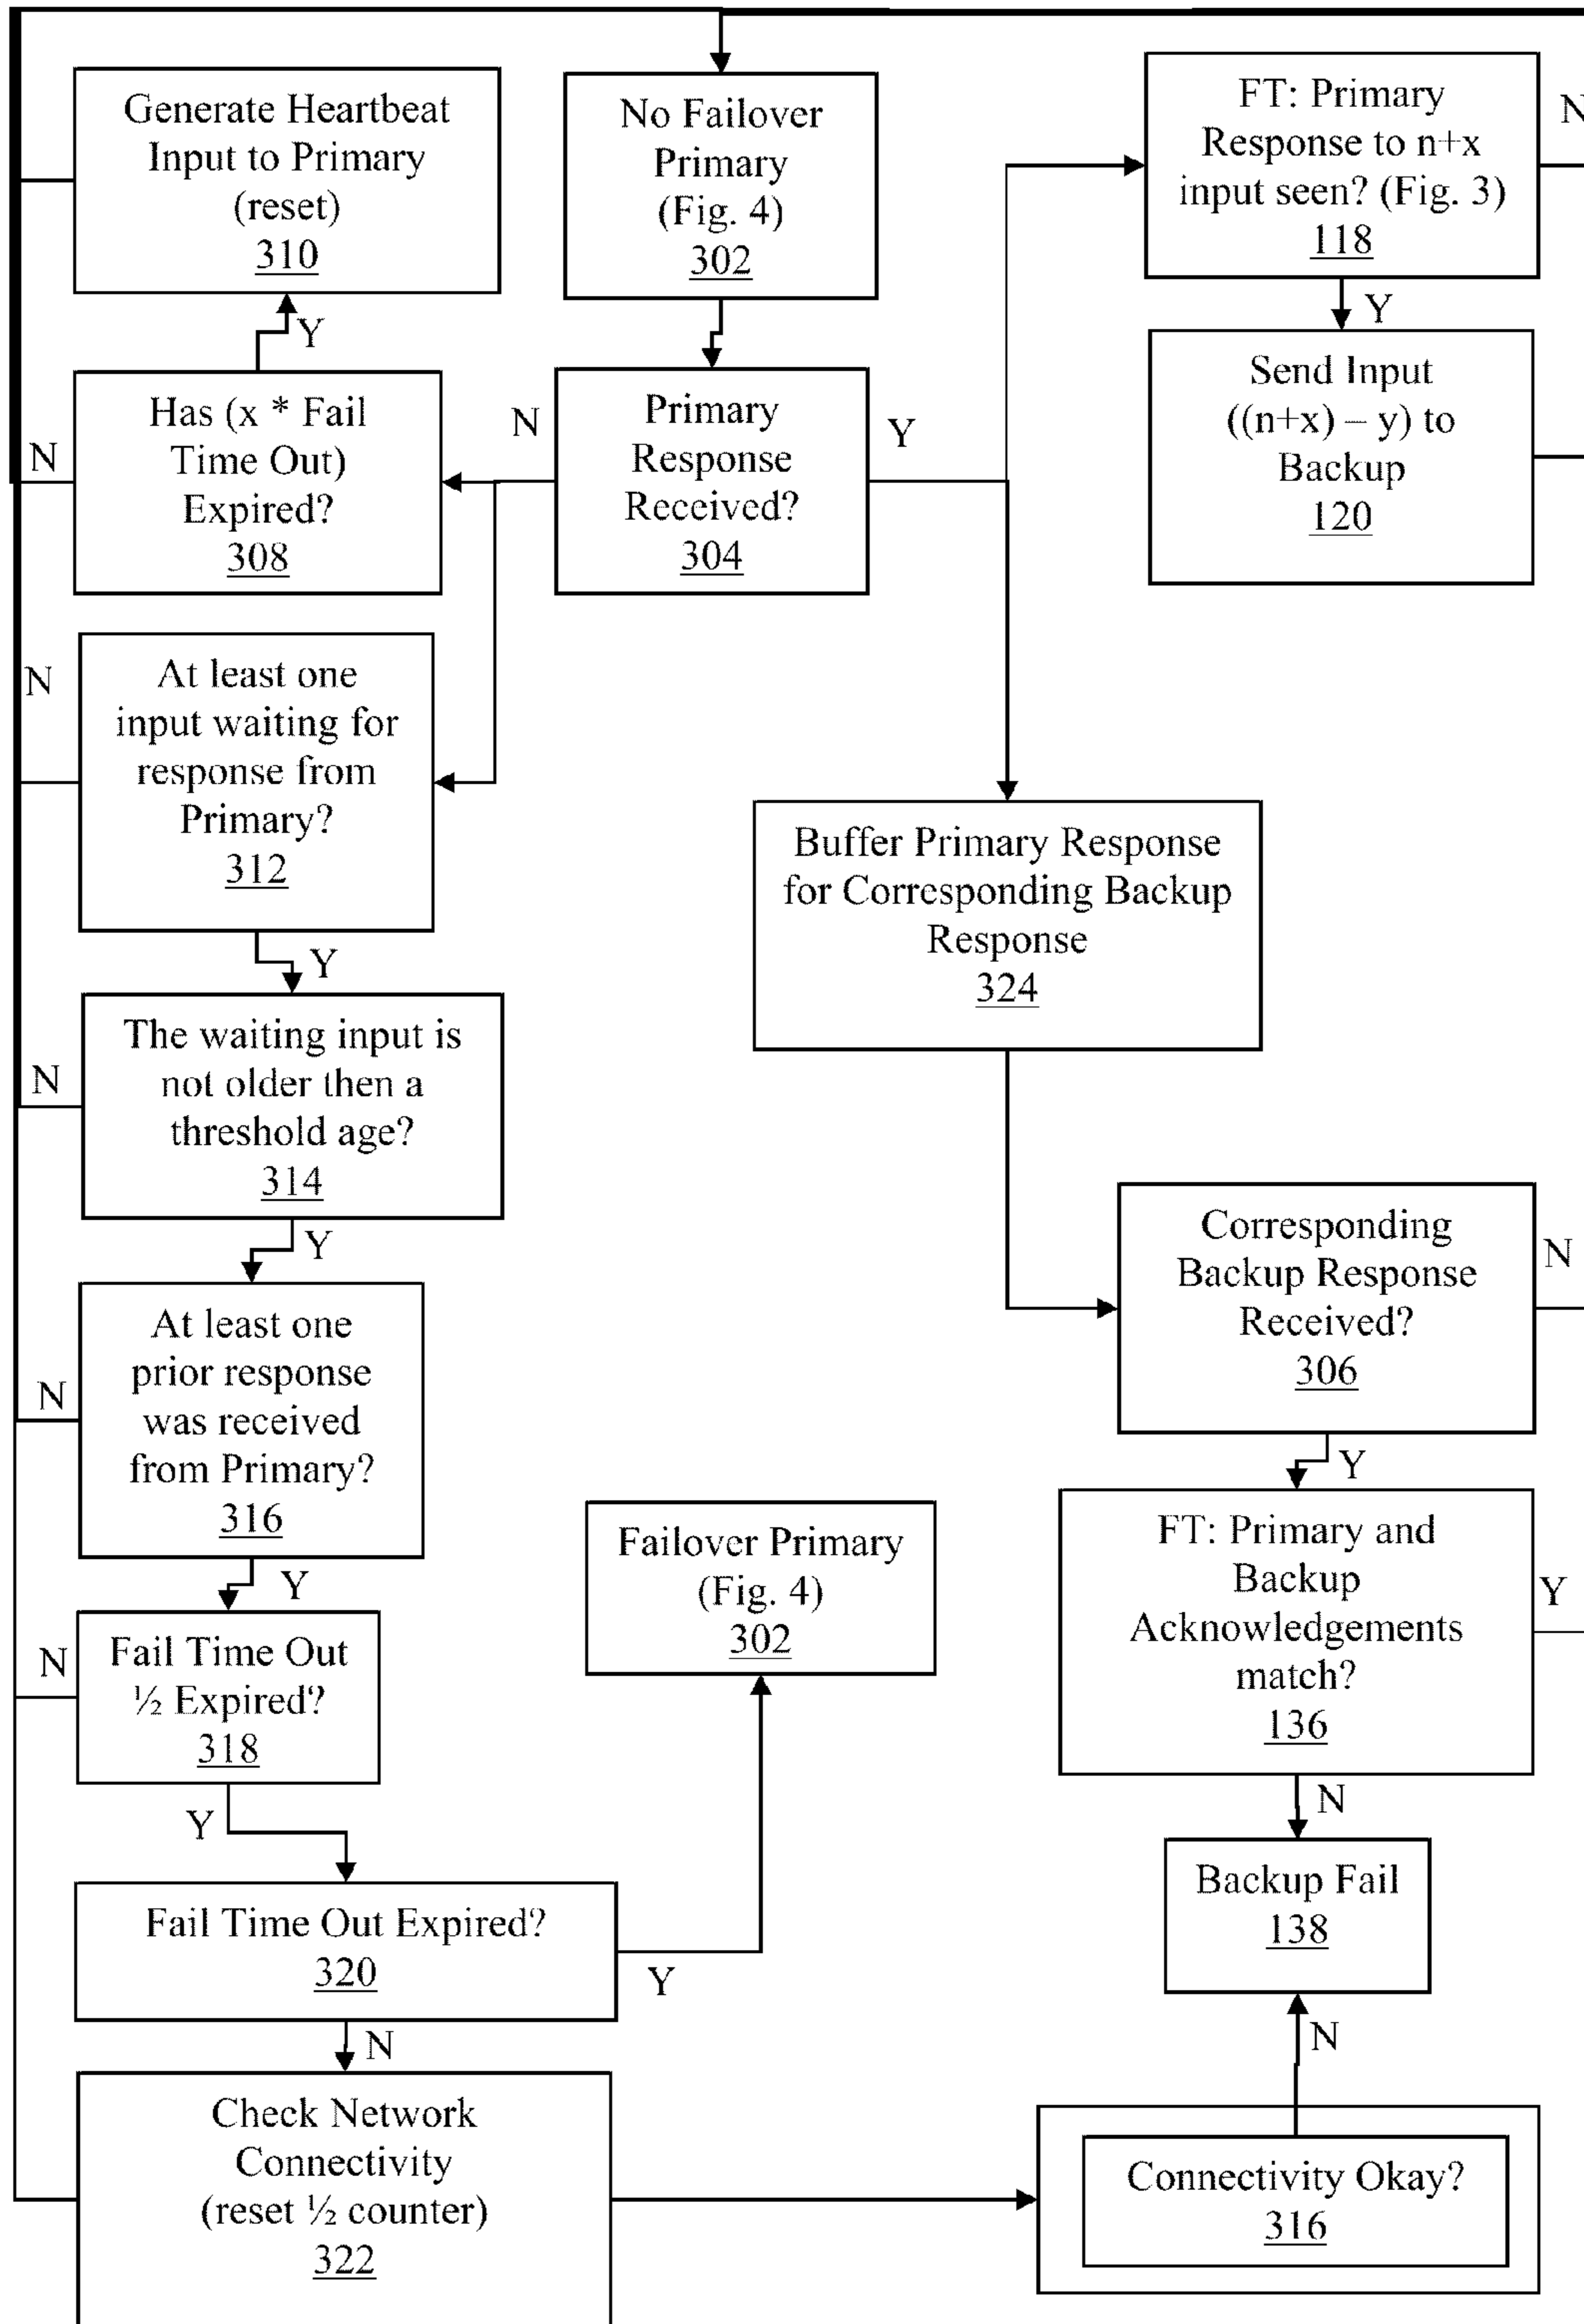 Generate Heartbeat
Input to Primary
(reset)
310
No Failover
Primary
(Fig. 4)
302
FT: Primary
Response to n+x
input seen? (Fig. 3)
118
N
Y
Y
Has (x * Fail
Time Out)
Expired?
308
N
N
Primary
Response
Received?
304
Y
Send Input
((n+x) – y) to
Backup
120
N
At least one
input waiting for
response from
Primary?
312
Y
Buffer Primary Response
for Corresponding Backup
Response
324
N
The waiting input is
not older then a
threshold age?
314
Y
Corresponding
Backup Response
Received?
306
N
Y
N
At least one
prior response
was received
from Primary?
316
Y
Failover Primary
(Fig. 4)
302
FT: Primary and
Backup
Acknowledgements
match?
136
Y
N
N
Fail Time Out
½ Expired?
318
Y
Backup Fail
138
N
Fail Time Out Expired?
320
Y
N
Check Network
Connectivity
(reset ½ counter)
322
Connectivity Okay?
316